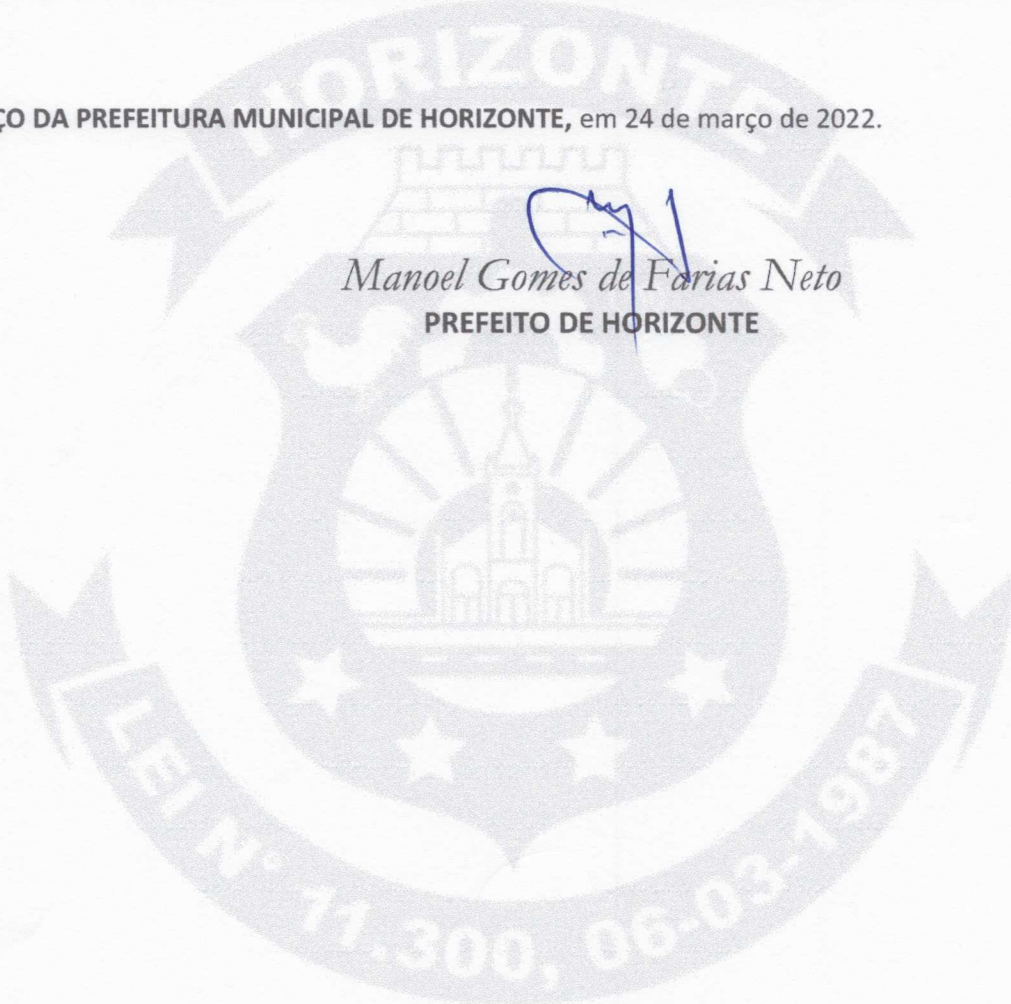 HORIZONTE
ÇO DA PREFEITURA MUNICIPAL DE HORIZONTE, em 24 de março de 2022.
Manoel Gomes de Farias Neto
PREFEITO DE HORIZONTE
LEI Nº 11.300, 06-03-1987